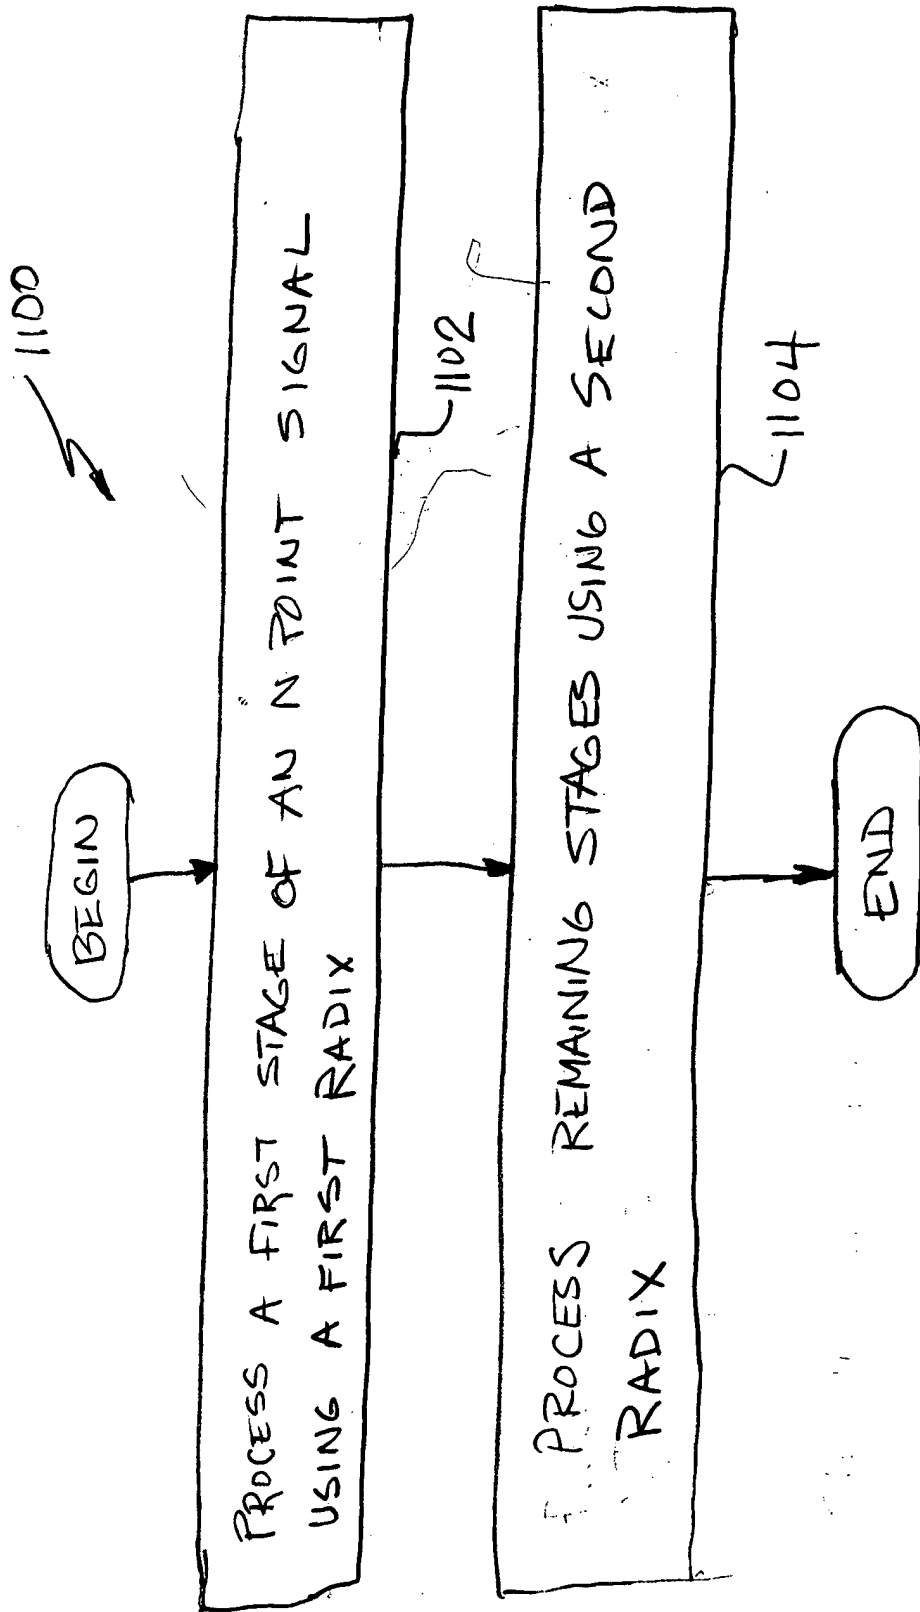 1100
BEGIN
PROCESS A FIRST STAGE OF AN N POINT SIGNAL
USING A FIRST RADIX
1102
PROCESS REMAINING STAGES USING A SECOND
RADIX
1104
END